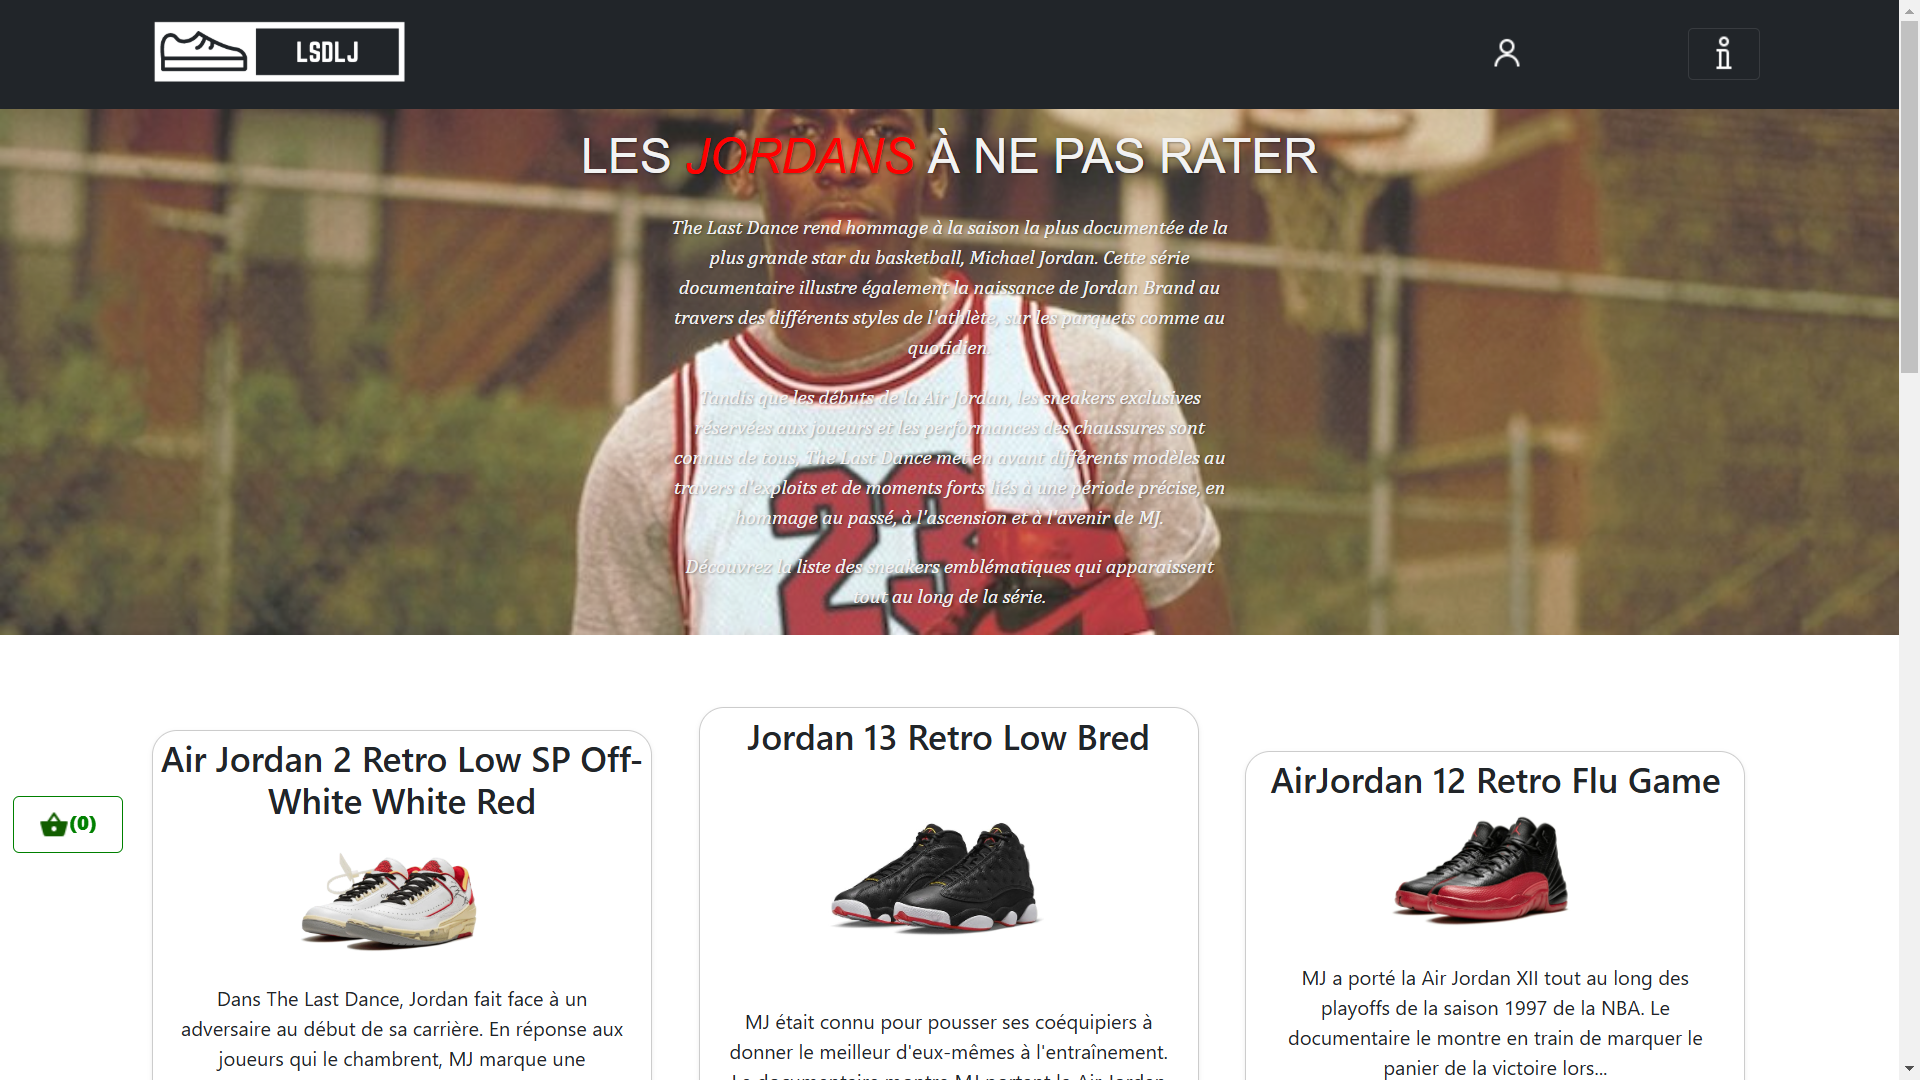 LSDLJ
LES JORDANS À NE PAS RATER
The Last Dance rend hommage à la saison la plus documentée de la
plus grande star du basketball, Michael Jordan. Cette série
documentaire illustre également la naissance de Jordan Brand au
travers des différents styles de l'athlète, sur les parquets comme au
quotidien.
Tandis que les débuts de la Air Jordan, les sneakers exclusives
réservées aux joueurs et les performances des chaussures sont
connus de tous, The Last Dance met en avant différents modèles au
travers d'exploits et de moments forts liés à une période précise, en
hommage au passé, à l'ascension et à l'avenir de MJ.
Découvrez la liste des sneakers emblématiques qui apparaissent
tout au long de la série.
23
Air Jordan 2 Retro Low SP Off-
White White Red
Dans The Last Dance, Jordan fait face à un
adversaire au début de sa carrière. En réponse aux
joueurs qui le chambrent, MJ marque une
Jordan 13 Retro Low Bred
MJ était connu pour pousser ses coéquipiers à
donner le meilleur d'eux-mêmes à l'entraînement.
Le documentaire montre MJ portant la Air Jordan
AirJordan 12 Retro Flu Game
MJ a porté la Air Jordan XII tout au long des
playoffs de la saison 1997 de la NBA. Le
documentaire le montre en train de marquer le
panier de la victoire lors...
(0)